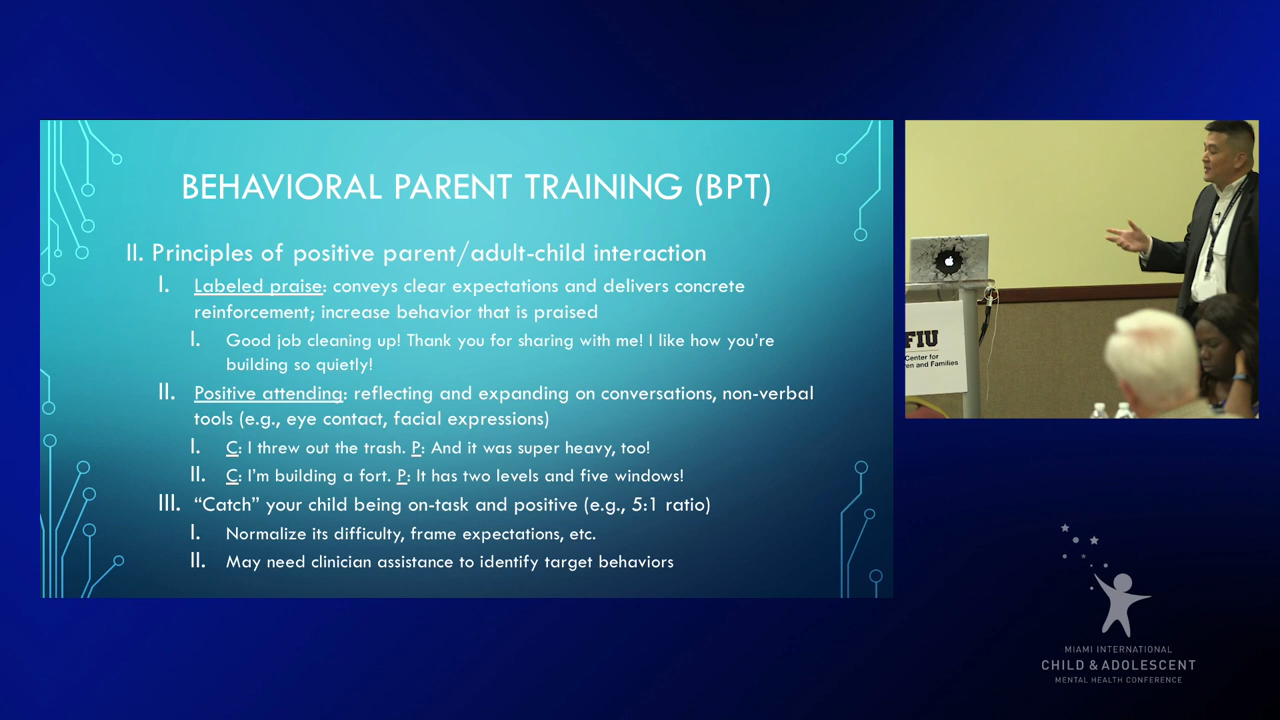 BEHAVIORAL PARENT TRAINING (BPT)
II. Principles of positive parent/adult-child interaction
I. Labeled praise: conveys clear expectations and delivers concrete
reinforcement; increase behavior that is praised
I. Good job cleaning up! Thank you for sharing with me! I like how you're
building so quietly!
II. Positive attending: reflecting and expanding on conversations, non-verbal
tools (e.g., eye contact, facial expressions)
I. C: I threw out the trash. P: And it was super heavy, too!
II. C: I'm building a fort. P: It has two levels and five windows!
III. “Catch” your child being on-task and positive (e.g., 5:1 ratio)
I. Normalize its difficulty, frame expectations, etc.
II. May need clinician assistance to identify target behaviors
FIU
Center for
en and Families
MIAMI INTERNATIONAL
CHILD & ADOLESCENT
MENTAL HEALTH CONFERENCE